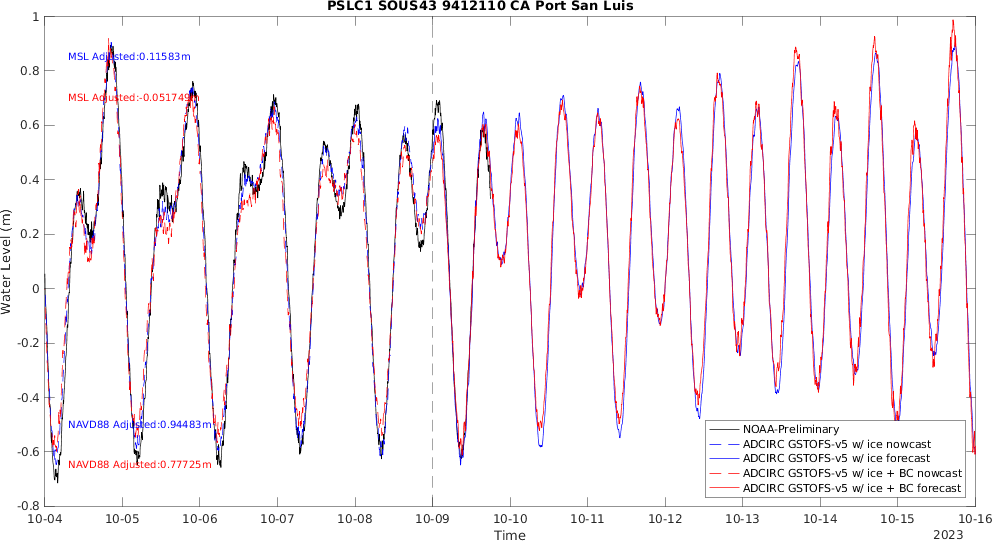 PSLC1 SOUS43 9412110 CA Port San Luis
1
0.8
0.6
0.4
0.2
0
-0.2
-0.4
-0.6
-0.8
Water Level (m)
MSL Adjusted:0.11583m
MSL Adjusted:-0.051749m
NAVD88 Adjusted:0.94483m
NAVD88 Adjusted:0.77725m
NOAA-Preliminary
ADCIRC GSTOFS-v5 w/ ice nowcast
ADCIRC GSTOFS-v5 w/ ice forecast
ADCIRC GSTOFS-v5 w/ ice + BC nowcast
ADCIRC GSTOFS-v5 w/ ice + BC forecast
10-04 10-05 10-06 10-07 10-08 10-09 10-10 10-11 10-12 10-13 10-14 10-15 10-16
Time
2023